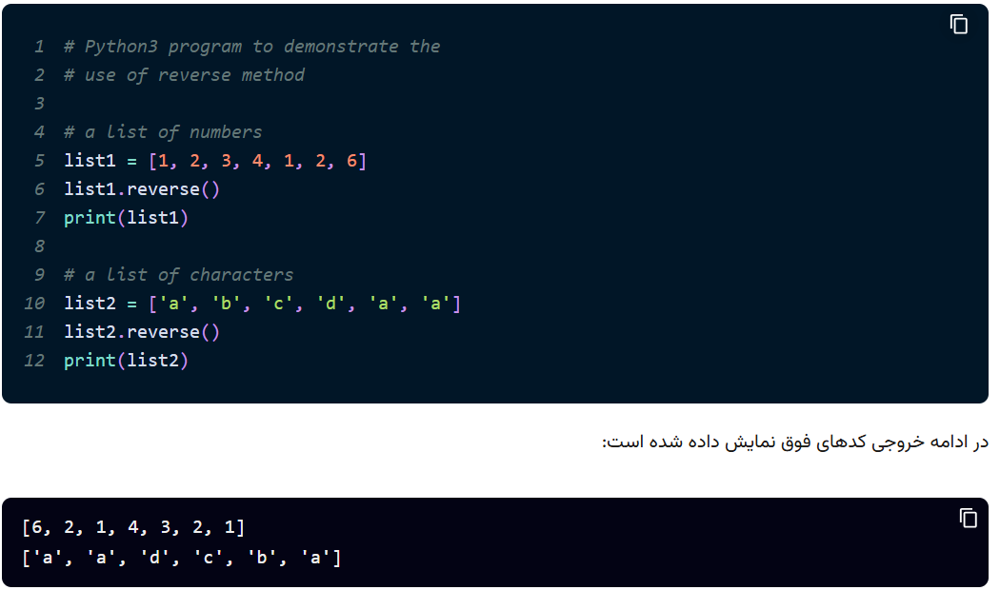 1 # Python3 program to demonstrate the
2 # use of reverse method
3
4 # a list of numbers
5 list1 = [1, 2, 3, 4, 1, 2, 6]
6 list1.reverse()
7 print(list1)
8
9 # a list of characters
10 list2 = ['a', 'b', 'c', 'd', 'a', 'a']
11 list2.reverse()
12 print(list2)
در ادامه خروجی کدهای فوق نمایش داده شده است:
[6, 2, 1, 4, 3, 2, 1]
['a', 'a', 'd', 'c', 'b', 'a']